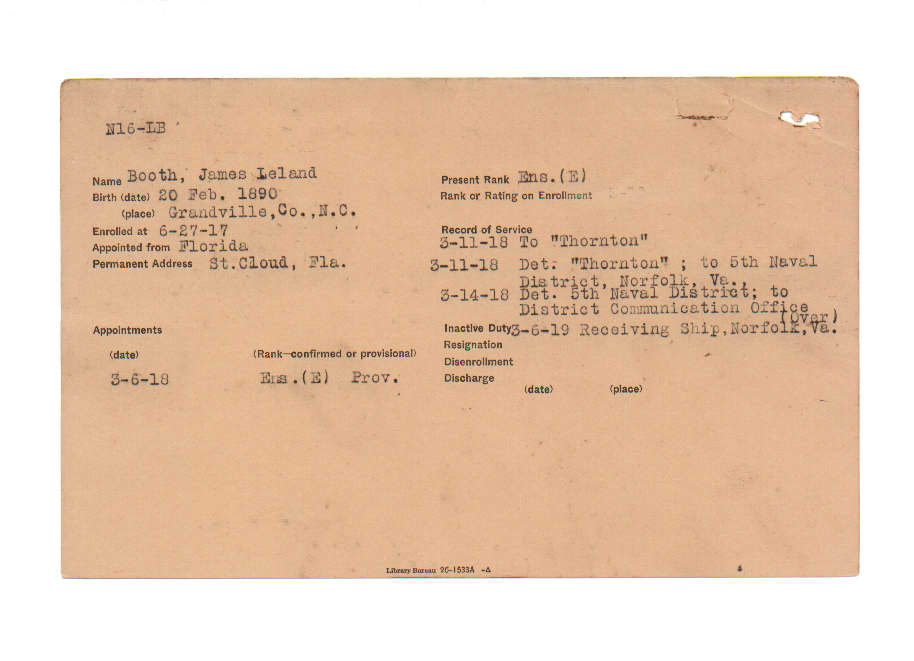 N16-LB
Name Booth, James Leland
Birth (date) 20 Feb. 1890
(place) Grandville,Co.,N.C.
Enrolled at 6-27-17
Appointed from Florida
Permanent Address St.Cloud, Fla.
Present Rank Ens.(E)
Rank or Rating on Enrollment
Record of Service
3-11-18 To "Thornton"
3-11-18 Det. "Thornton" ; to 5th Naval
District, Norfolk, Va.,
3-14-18 Det. 5th Naval District; to
District Communication Office
(Over)
Inactive Duty 3-6-19 Receiving Ship,Norfolk,Va.
Resignation
Disenrollment
Discharge
(date) (place)
Appointments
(date) (Rank—confirmed or provisional)
3-6-18 Ens.(E) Prov.
Library Bureau 26-1533A -Δ